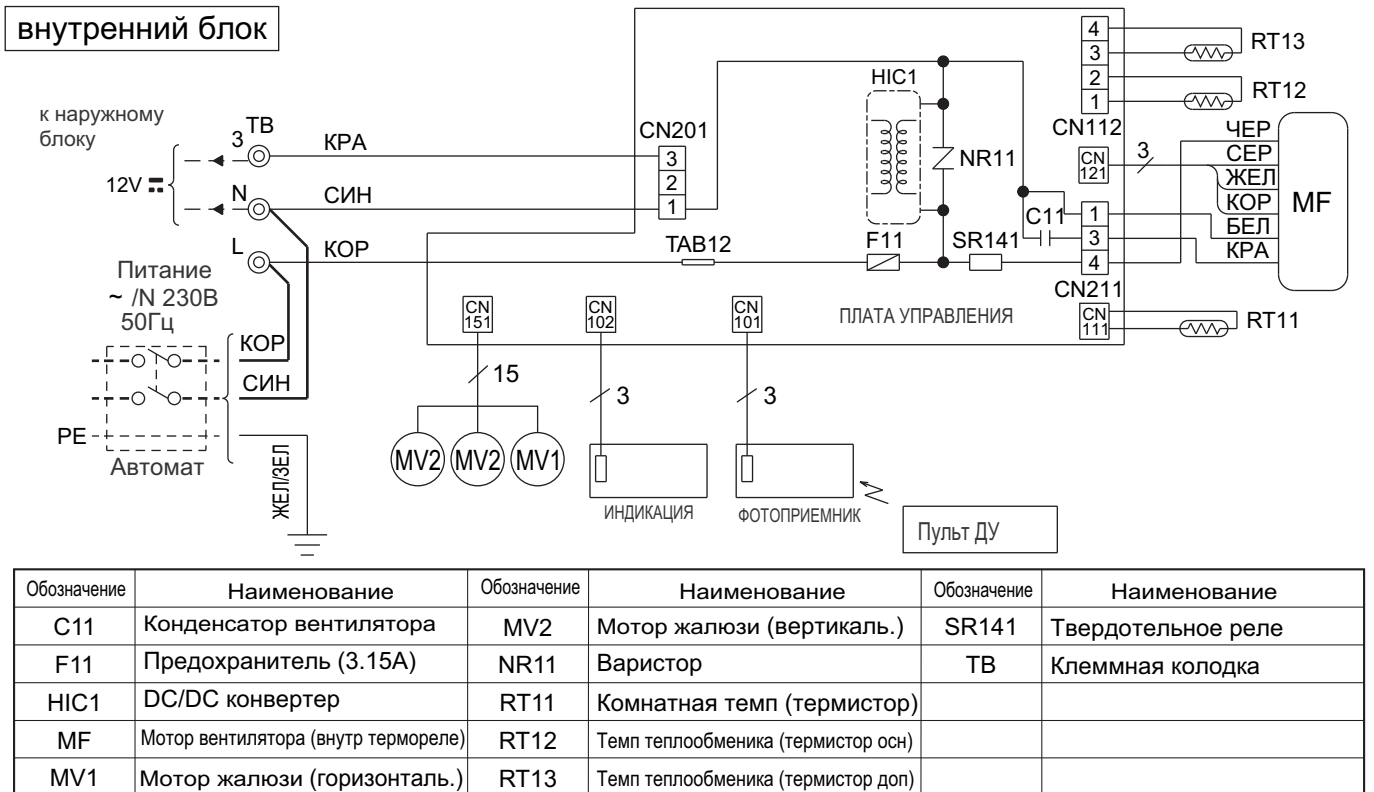 внутренний блок
к наружному
блоку
TB
3
КРА
12V
N
СИН
L
КОР
Питание
~ /N 230В
50Гц
КОР
СИН
PE
Автомат
ЖЕЛ/ЗЕЛ
CN201
3
2
1
TAB12
HIC1
NR11
F11
SR141
C11
4
3
2
1
CN112
RT13
RT12
CN
121
3
ЧЕР
СЕР
ЖЕЛ
КОР
БЕЛ
КРА
MF
1
3
4
CN211
CN
111
RT11
ПЛАТА УПРАВЛЕНИЯ
CN
151
CN
102
CN
101
15
3
3
MV2 MV2 MV1
ИНДИКАЦИЯ
ФОТОПРИЕМНИК
Пульт ДУ
Обозначение Наименование Обозначение Наименование Обозначение Наименование
C11 Конденсатор вентилятора MV2 Мотор жалюзи (вертикаль.) SR141 Твердотельное реле
F11 Предохранитель (3.15A) NR11 Варистор TB Клеммная колодка
HIC1 DC/DC конвертер RT11 Комнатная темп (термистор)
MF Мотор вентилятора (внутр термореле) RT12 Темп теплообменика (термистор осн)
MV1 Мотор жалюзи (горизонталь.) RT13 Темп теплообменика (термистор доп)